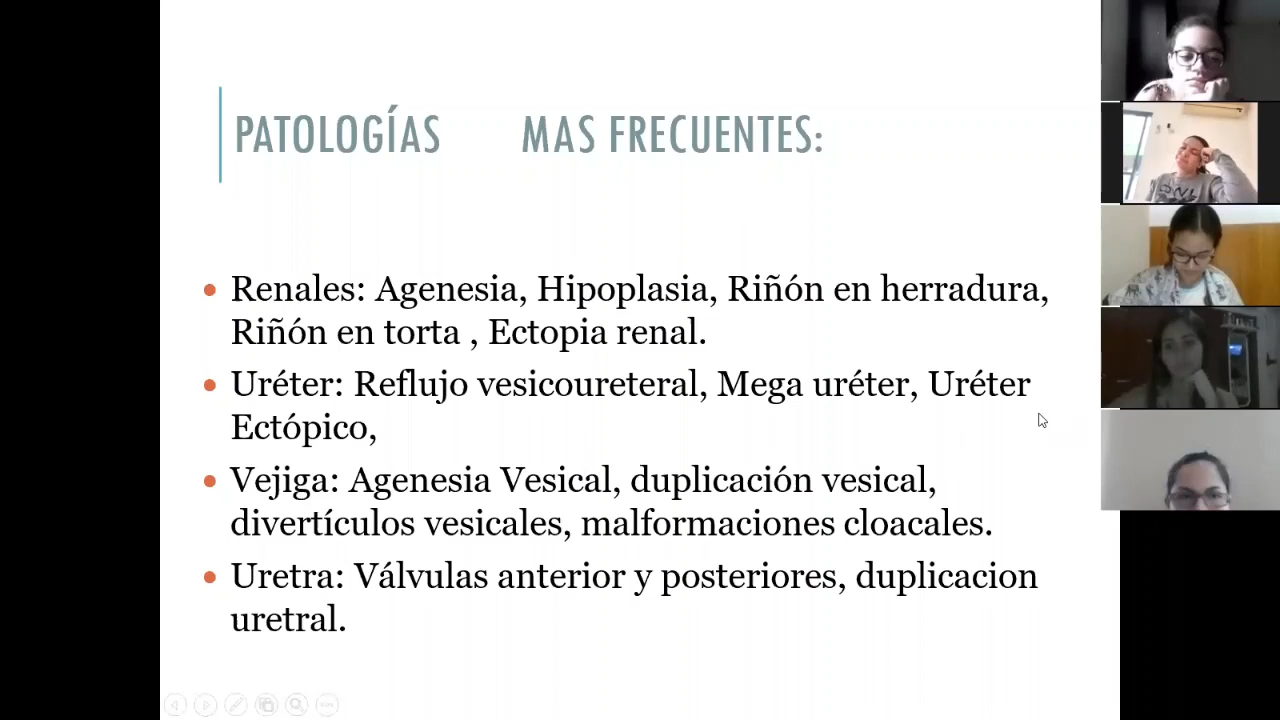 PATOLOGÍAS MAS FRECUENTES:
• Renales: Agenesia, Hipoplasia, Riñón en herradura,
Riñón en torta , Ectopia renal.
• Uréter: Reflujo vesicoureteral, Mega uréter, Uréter
Ectópico,
• Vejiga: Agenesia Vesical, duplicación vesical,
divertículos vesicales, malformaciones cloacales.
• Uretra: Válvulas anterior y posteriores, duplicacion
uretral.